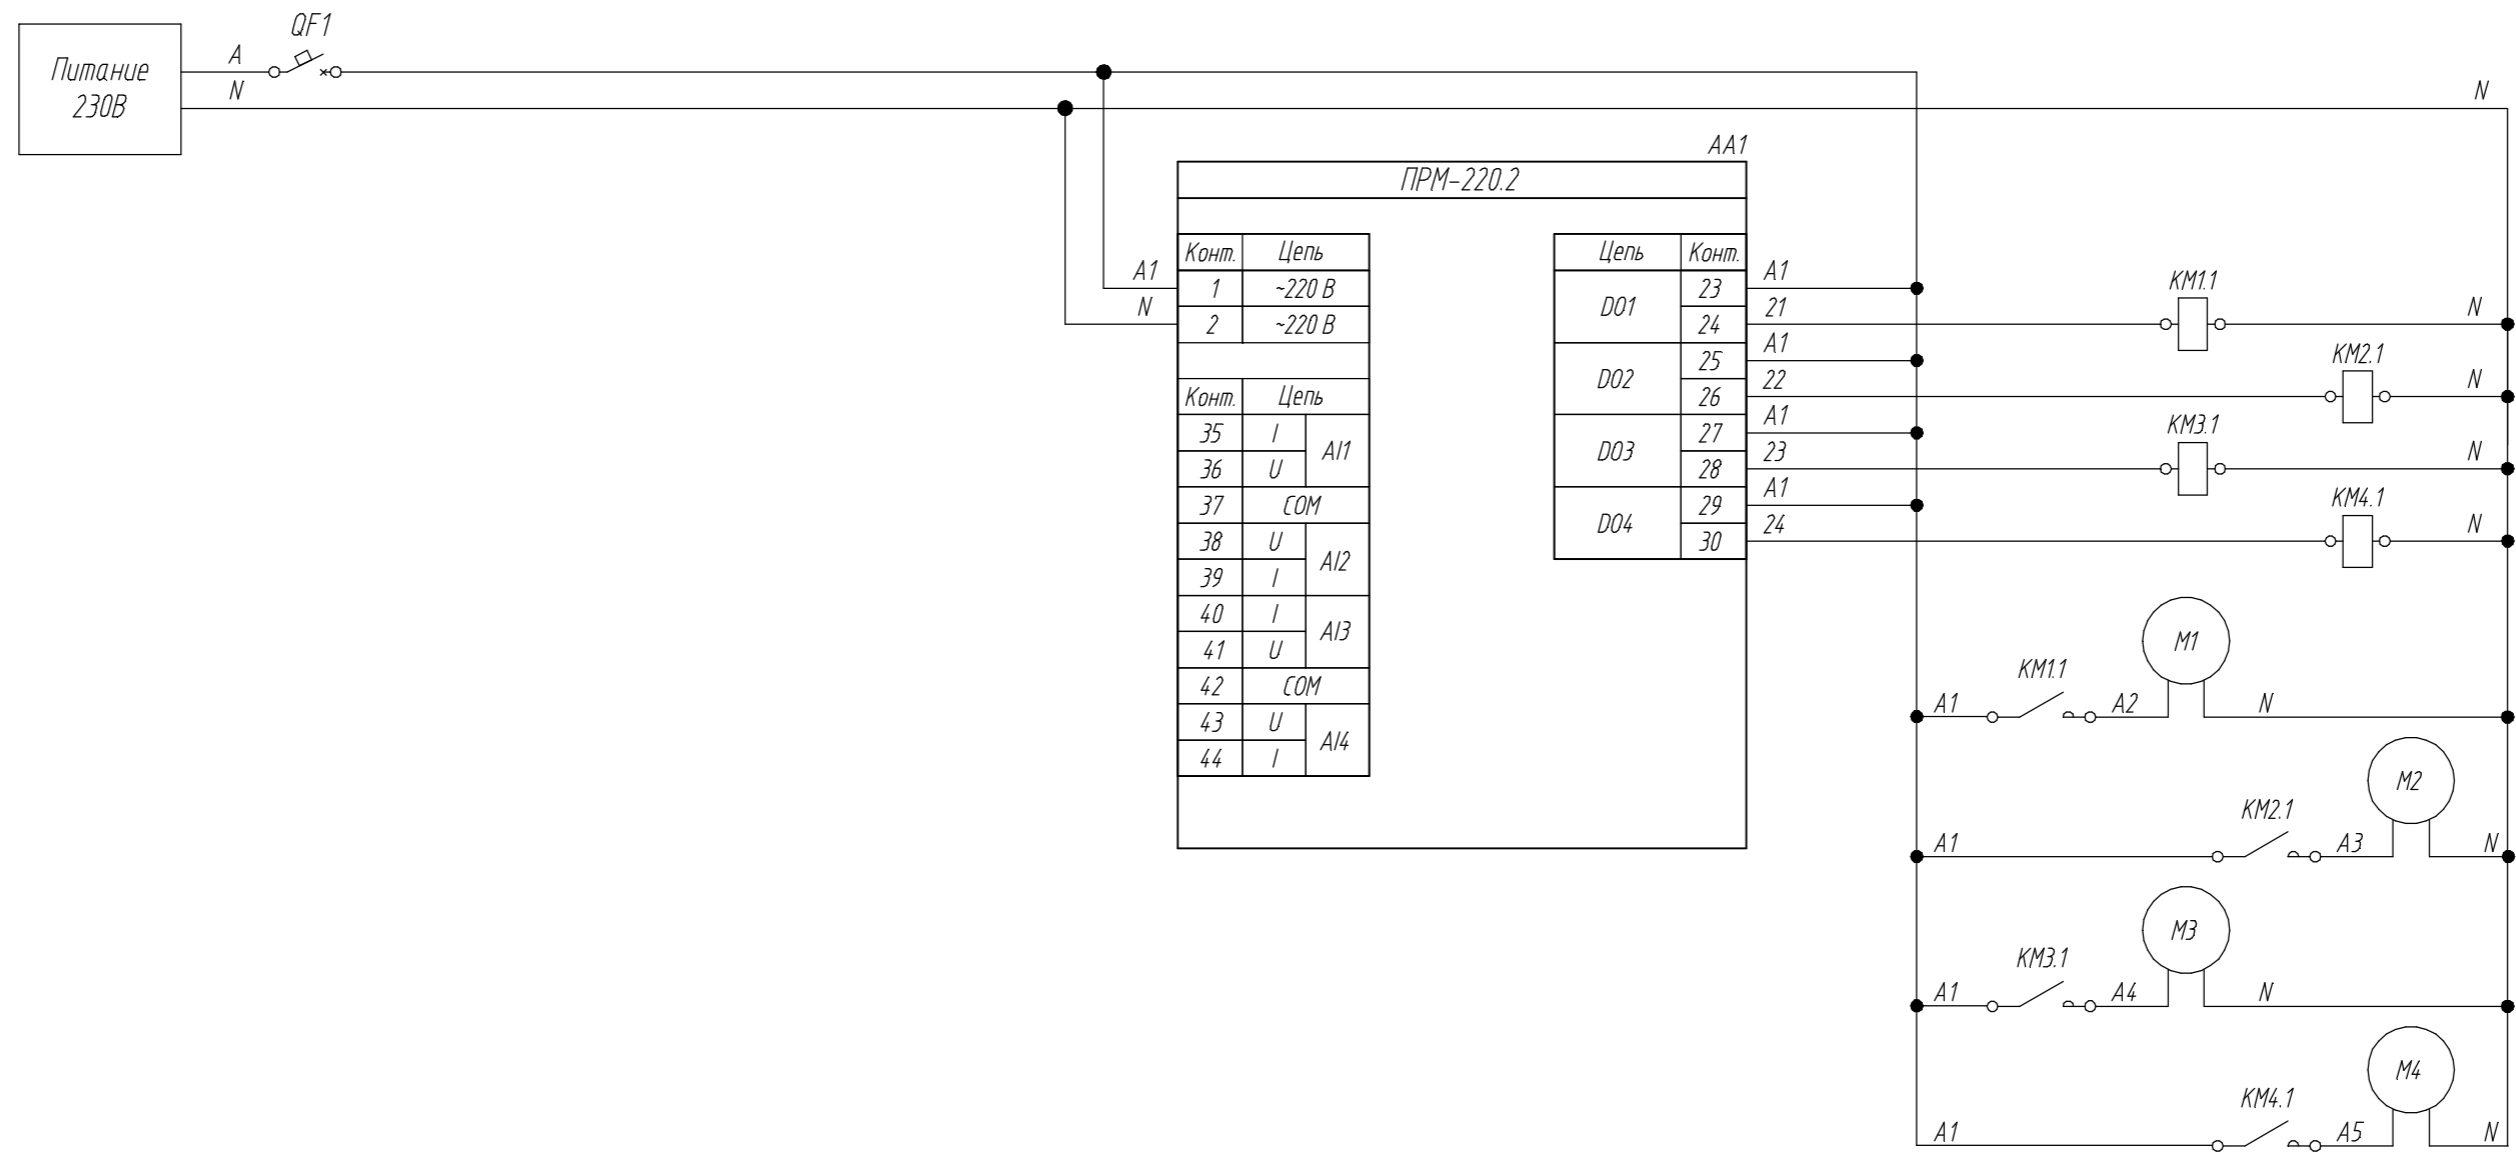 QF1
Питание
230В
A
N
N
AA1
ПРМ-220.2
Конт. Цепь
A1 1 ~220 В
N 2 ~220 В
Конт. Цепь
35 I
AI1
36 U
37 COM
38 U
AI2
39 I
40 I
AI3
41 U
42 COM
43 U
AI4
44 I
Цепь Конт.
DO1
23 A1
24 21
DO2
25 A1
26 22
DO3
27 A1
28 23
DO4
29 A1
30 24
KM1.1
N
KM2.1
N
KM3.1
N
KM4.1
N
M1
KM1.1
A1 A2 N
M2
KM2.1
A1 A3 N
M3
KM3.1
A1 A4 N
M4
KM4.1
A1 A5 N